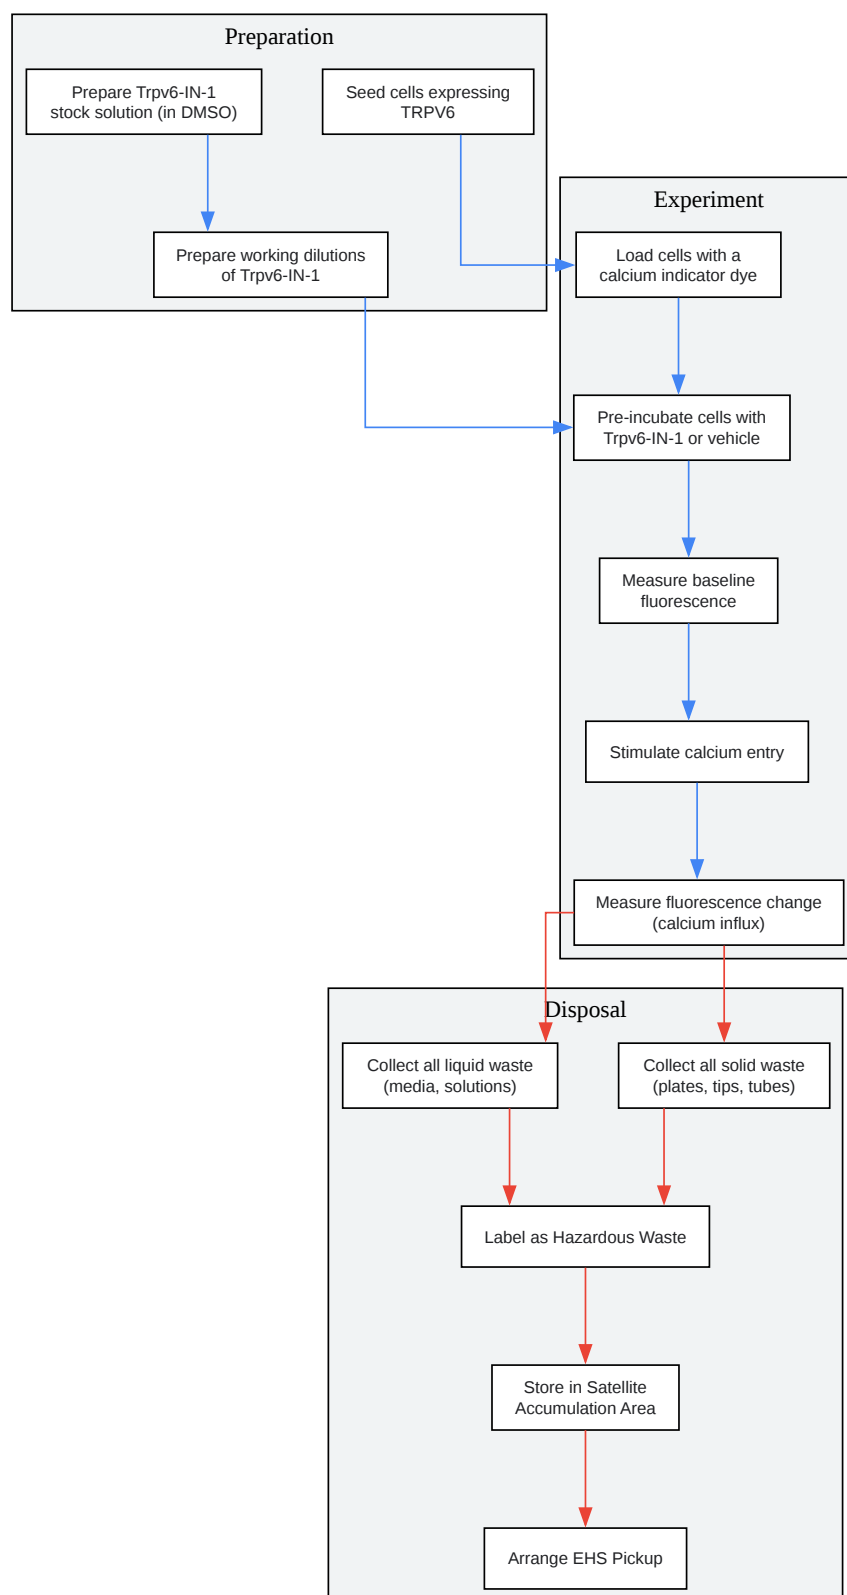 Preparation
Prepare Trpv6-IN-1
stock solution (in DMSO)
Seed cells expressing
TRPV6
Prepare working dilutions
of Trpv6-IN-1
Experiment
Load cells with a
calcium indicator dye
Pre-incubate cells with
Trpv6-IN-1 or vehicle
Measure baseline
fluorescence
Stimulate calcium entry
Measure fluorescence change
(calcium influx)
Disposal
Collect all liquid waste
(media, solutions)
Collect all solid waste
(plates, tips, tubes)
Label as Hazardous Waste
Store in Satellite
Accumulation Area
Arrange EHS Pickup